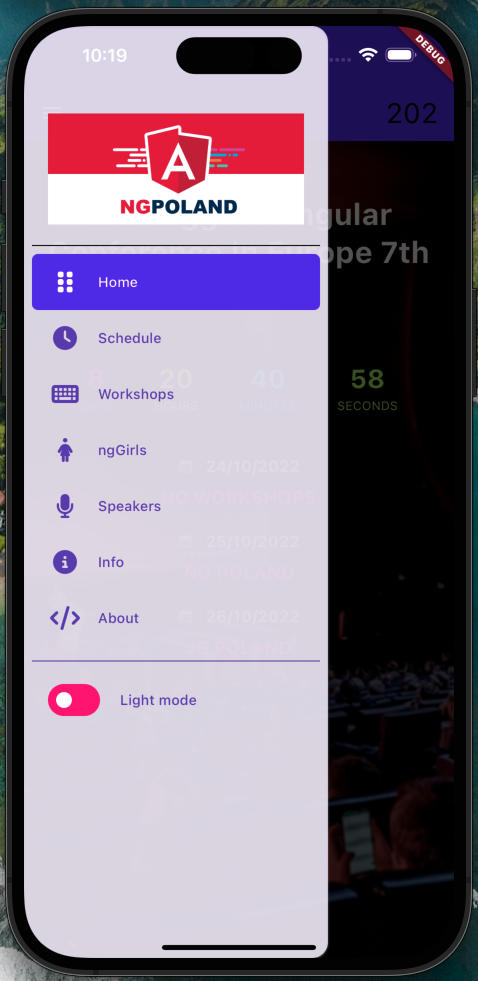 10:19
DEBUG
202
NGPOLAND
ngular
Conference in Europe 7th
Home
Schedule
8
20
40
58
HOURS
MINUTES
SECONDS
Workshops
ngGirls
24/10/2022
NG WORKSHOPS
Speakers
25/10/2022
Info
NG POLAND
26/10/2022
About
JS POLAND
Light mode